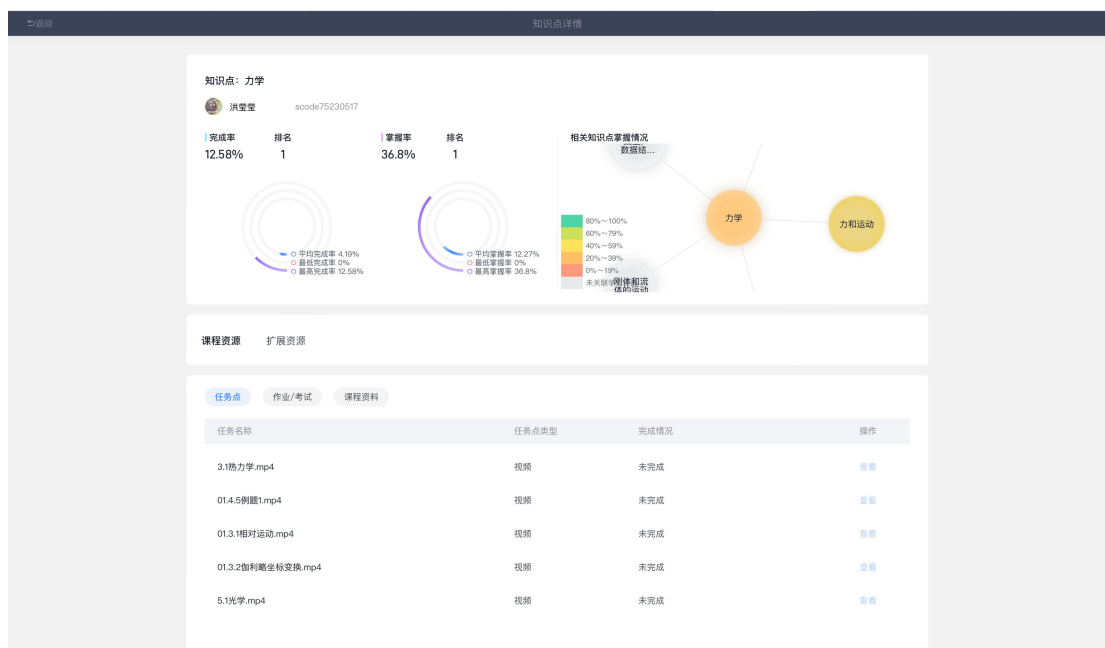 返回
知识点详情
知识点：力学
洪莹莹 scode75230517
完成率 排名 掌握率 排名
12.58% 1 36.8% 1
平均完成率 4.19%
最低完成率 0%
最高完成率 12.58%
平均掌握率 12.27%
最低掌握率 0%
最高掌握率 36.8%
相关知识点掌握情况
数据结...
力学
力和运动
刚体和流
体的运动
80%～100%
60%～79%
40%～59%
20%～39%
0%～19%
未关联学
课程资源 扩展资源
任务点 作业/考试 课程资料
任务名称 任务点类型 完成情况 操作
3.1热力学.mp4 视频 未完成 查看
01.4.5例题1.mp4 视频 未完成 查看
01.3.1相对运动.mp4 视频 未完成 查看
01.3.2伽利略坐标变换.mp4 视频 未完成 查看
5.1光学.mp4 视频 未完成 查看